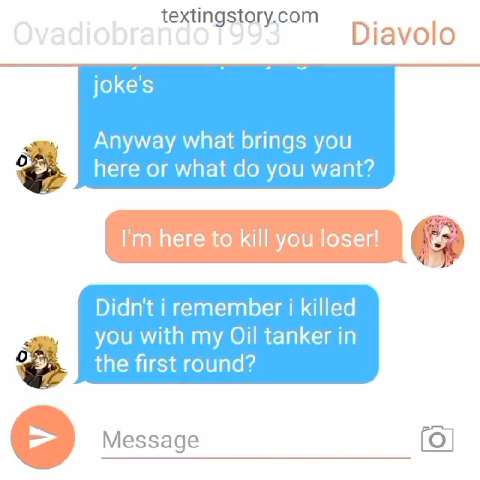 textingstory.com
Ovadiobrando1993
Diavolo
joke's
Anyway what brings you
here or what do you want?
I'm here to kill you loser!
Didn't i remember i killed
you with my Oil tanker in
the first round?
Message